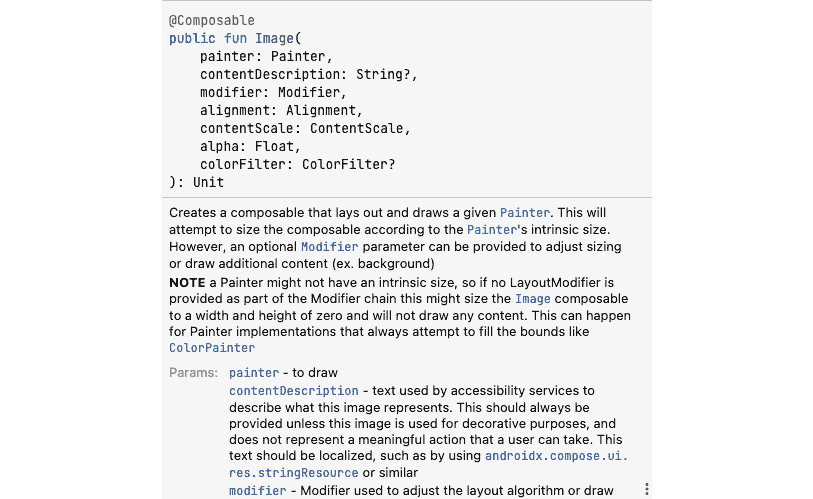 @Composable
public fun Image(
    painter: Painter,
    contentDescription: String?,
    modifier: Modifier,
    alignment: Alignment,
    contentScale: ContentScale,
    alpha: Float,
    colorFilter: ColorFilter?
): Unit
Creates a composable that lays out and draws a given Painter. This will
attempt to size the composable according to the Painter's intrinsic size.
However, an optional Modifier parameter can be provided to adjust sizing
or draw additional content (ex. background)
NOTE a Painter might not have an intrinsic size, so if no LayoutModifier is
provided as part of the Modifier chain this might size the Image composable
to a width and height of zero and will not draw any content. This can happen
for Painter implementations that always attempt to fill the bounds like
ColorPainter
Params: painter - to draw
contentDescription - text used by accessibility services to
describe what this image represents. This should always be
provided unless this image is used for decorative purposes, and
does not represent a meaningful action that a user can take. This
text should be localized, such as by using androidx.compose.ui.
res.stringResource or similar
modifier - Modifier used to adjust the layout algorithm or draw